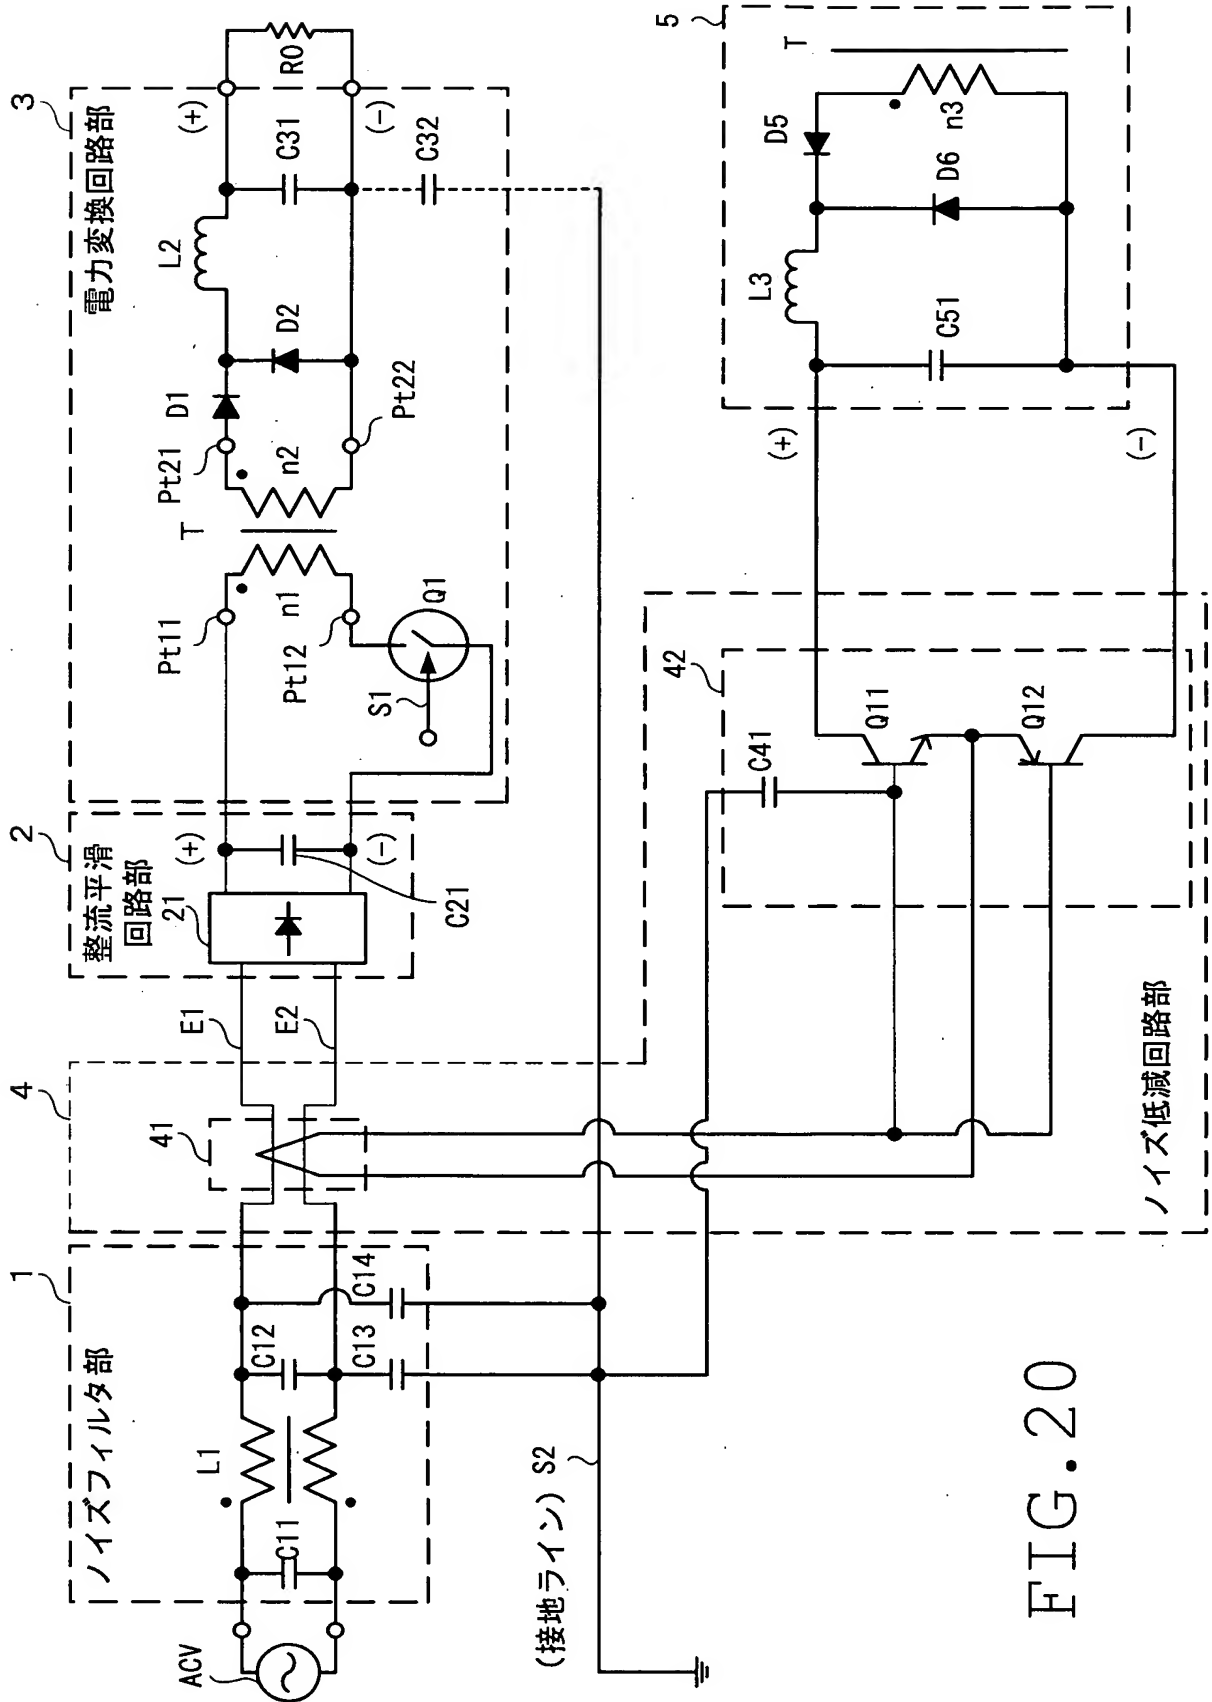 1
ノイズフィルタ部
ACV
C11
L1
C12
C13
C14
(接地ライン) S2
4
41
E1
E2
2
整流平滑
回路部
21
(+)
(-)
C21
3
電力変換回路部
Pt11
Pt12
S1
Q1
n1
T
n2
Pt21
Pt22
D1
D2
L2
C31
C32
(+)
(-)
R0
ノイズ低減回路部
42
C41
Q11
Q12
(+)
(-)
5
L3
C51
D5
D6
n3
T
FIG.20